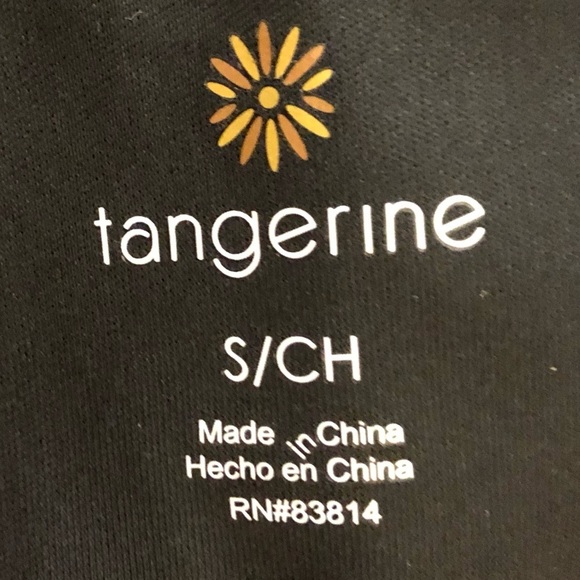 tangerine
S/CH
Made In China
Hecho en China
RN#83814